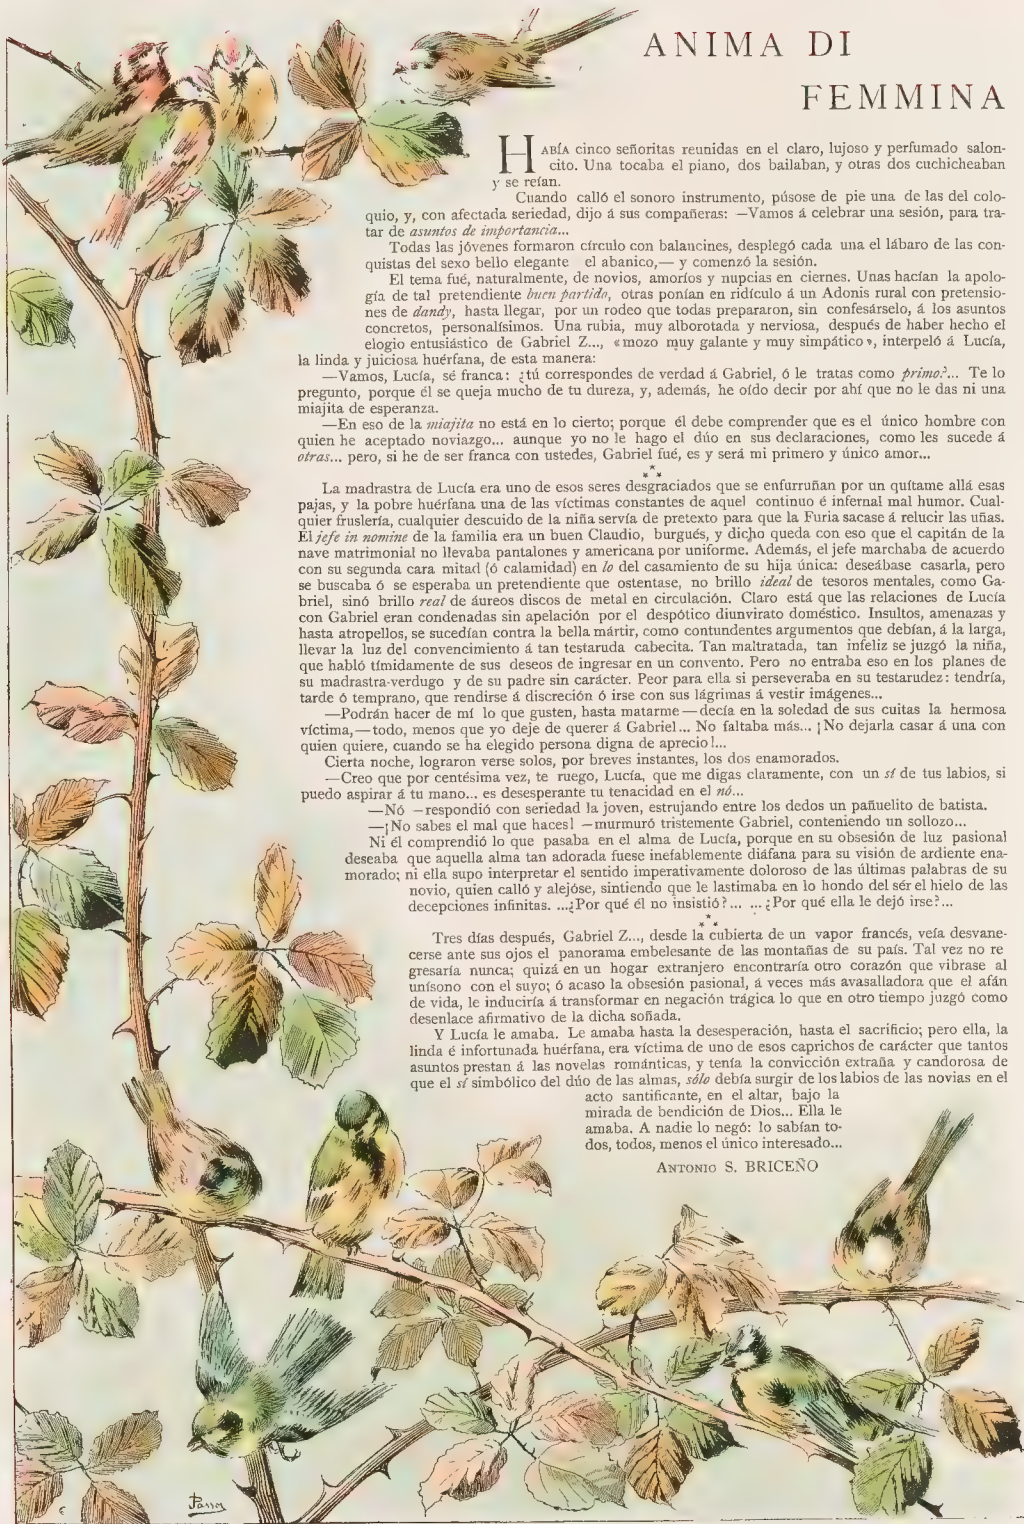 ANIMA DI
FEMMINA
HABÍA cinco señoritas reunidas en el claro, lujoso y perfumado salon-
cito. Una tocaba el piano, dos bailaban, y otras dos cuchicheaban
y se reían.
Cuando calló el sonoro instrumento, púsose de pie una de las del colo-
quio, y, con afectada seriedad, dijo á sus compañeras: —Vamos á celebrar una sesión, para tra-
tar de asuntos de importancia...
Todas las jóvenes formaron círculo con balancines, desplegó cada una el lábaro de las con-
quistas del sexo bello elegante el abanico,— y comenzó la sesión.
El tema fué, naturalmente, de novios, amoríos y nupcias en ciernes. Unas hacían la apolo-
gía de tal pretendiente buen partido, otras ponían en ridículo á un Adonis rural con pretensio-
nes de dandy, hasta llegar, por un rodeo que todas prepararon, sin confesárselo, á los asuntos
concretos, personalísimos. Una rubia, muy alborotada y nerviosa, después de haber hecho el
elogio entusiástico de Gabriel Z..., «mozo muy galante y muy simpático», interpeló á Lucía,
la linda y juiciosa huérfana, de esta manera:
—Vamos, Lucía, sé franca: ¿tú correspondes de verdad á Gabriel, ó le tratas como primo?... Te lo
pregunto, porque él se queja mucho de tu dureza, y, además, he oído decir por ahí que no le das ni una
miajita de esperanza.
—En eso de la miajita no está en lo cierto; porque él debe comprender que es el único hombre con
quien he aceptado noviazgo... aunque yo no le hago el dúo en sus declaraciones, como les sucede á
otras... pero, si he de ser franca con ustedes, Gabriel fué, es y será mi primero y único amor...
* * *
La madrastra de Lucía era uno de esos seres desgraciados que se enfurruñan por un quítame allá esas
pajas, y la pobre huérfana una de las víctimas constantes de aquel continuo é infernal mal humor. Cual-
quier fruslería, cualquier descuido de la niña servía de pretexto para que la Furia sacase á relucir las uñas.
El jefe in nomine de la familia era un buen Claudio, burgués, y dicho queda con eso que el capitán de la
nave matrimonial no llevaba pantalones y americana por uniforme. Además, el jefe marchaba de acuerdo
con su segunda cara mitad (ó calamidad) en lo del casamiento de su hija única: deseábase casarla, pero
se buscaba ó se esperaba un pretendiente que ostentase, no brillo ideal de tesoros mentales, como Ga-
briel, sinó brillo real de áureos discos de metal en circulación. Claro está que las relaciones de Lucía
con Gabriel eran condenadas sin apelación por el despótico diunvirato doméstico. Insultos, amenazas y
hasta atropellos, se sucedían contra la bella mártir, como contundentes argumentos que debían, á la larga,
llevar la luz del convencimiento á tan testaruda cabecita. Tan maltratada, tan infeliz se juzgó la niña,
que habló tímidamente de sus deseos de ingresar en un convento. Pero no entraba eso en los planes de
su madrastra-verdugo y de su padre sin carácter. Peor para ella si perseveraba en su testarudez: tendría,
tarde ó temprano, que rendirse á discreción ó irse con sus lágrimas á vestir imágenes...
—Podrán hacer de mí lo que gusten, hasta matarme—decía en la soledad de sus cuitas la hermosa
víctima,—todo, menos que yo deje de querer á Gabriel... No faltaba más... ¡No dejarla casar á una con
quien quiere, cuando se ha elegido persona digna de aprecio!...
Cierta noche, lograron verse solos, por breves instantes, los dos enamorados.
—Creo que por centésima vez, te ruego, Lucía, que me digas claramente, con un sí de tus labios, si
puedo aspirar á tu mano... es desesperante tu tenacidad en el nó...
—Nó —respondió con seriedad la joven, estrujando entre los dedos un pañuelito de batista.
—¡No sabes el mal que haces! —murmuró tristemente Gabriel, conteniendo un sollozo...
Ni él comprendió lo que pasaba en el alma de Lucía, porque en su obsesión de luz pasional
deseaba que aquella alma tan adorada fuese inefablemente diáfana para su visión de ardiente ena-
morado; ni ella supo interpretar el sentido imperativamente doloroso de las últimas palabras de su
novio, quien calló y alejóse, sintiendo que le lastimaba en lo hondo del sér el hielo de las
decepciones infinitas. ...¿Por qué él no insistió?... ...¿Por qué ella le dejó irse?...
* * *
Tres días después, Gabriel Z..., desde la cubierta de un vapor francés, veía desvane-
cerse ante sus ojos el panorama embelesante de las montañas de su país. Tal vez no re
gresaría nunca; quizá en un hogar extranjero encontraría otro corazón que vibrase al
unísono con el suyo; ó acaso la obsesión pasional, á veces más avasalladora que el afán
de vida, le induciría á transformar en negación trágica lo que en otro tiempo juzgó como
desenlace afirmativo de la dicha soñada.
Y Lucía le amaba. Le amaba hasta la desesperación, hasta el sacrificio; pero ella, la
linda é infortunada huérfana, era víctima de uno de esos caprichos de carácter que tantos
asuntos prestan á las novelas románticas, y tenía la convicción extraña y candorosa de
que el sí simbólico del dúo de las almas, sólo debía surgir de los labios de las novias en el
acto santificante, en el altar, bajo la
mirada de bendición de Dios... Ella le
amaba. A nadie lo negó: lo sabían to-
dos, todos, menos el único interesado...
ANTONIO S. BRICEÑO
Passos